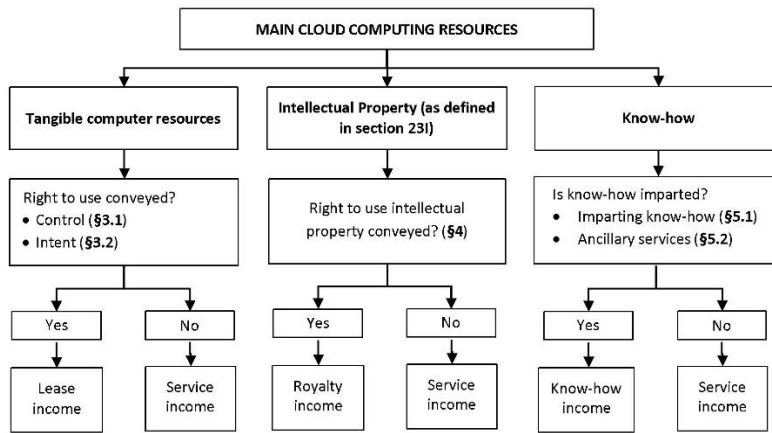 MAIN CLOUD COMPUTING RESOURCES
Tangible computer resources
Intellectual Property (as defined
in section 23I)
Know-how
Right to use conveyed?
• Control (§3.1)
• Intent (§3.2)
Right to use intellectual
property conveyed? (§4)
Is know-how imparted?
• Imparting know-how (§5.1)
• Ancillary services (§5.2)
Yes
No
Yes
No
Yes
No
Lease
income
Service
income
Royalty
income
Service
income
Know-how
income
Service
income